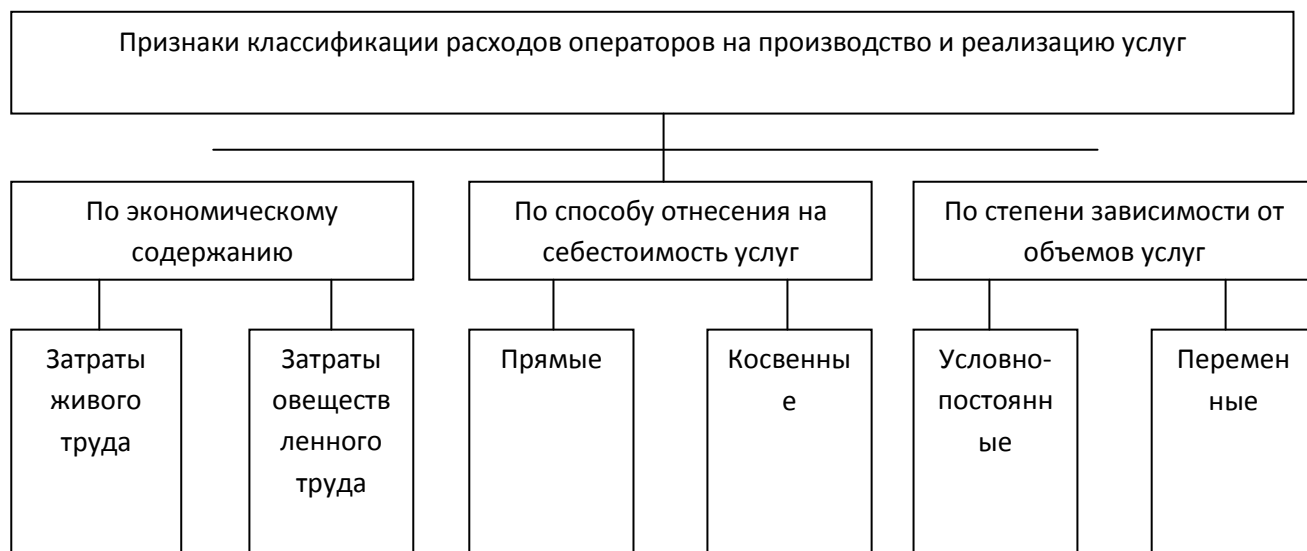 Признаки классификации расходов операторов на производство и реализацию услуг
По экономическому
содержанию
По способу отнесения на
себестоимость услуг
По степени зависимости от
объемов услуг
Затраты
живого
труда
Затраты
овеществ
ленного
труда
Прямые
Косвенны
е
Условно-
постоянн
ые
Перемен
ные